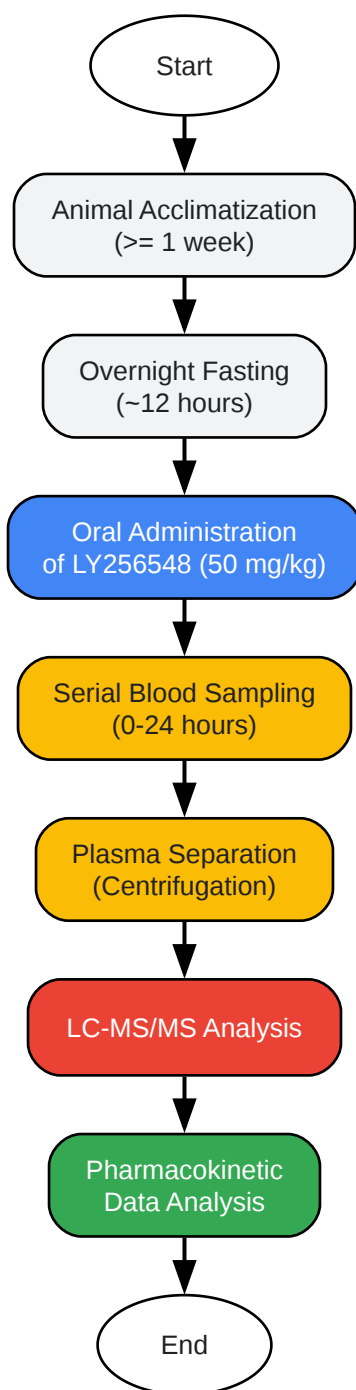 Start
Animal Acclimatization
(>= 1 week)
Overnight Fasting
(~12 hours)
Oral Administration
of LY256548 (50 mg/kg)
Serial Blood Sampling
(0-24 hours)
Plasma Separation
(Centrifugation)
LC-MS/MS Analysis
Pharmacokinetic
Data Analysis
End